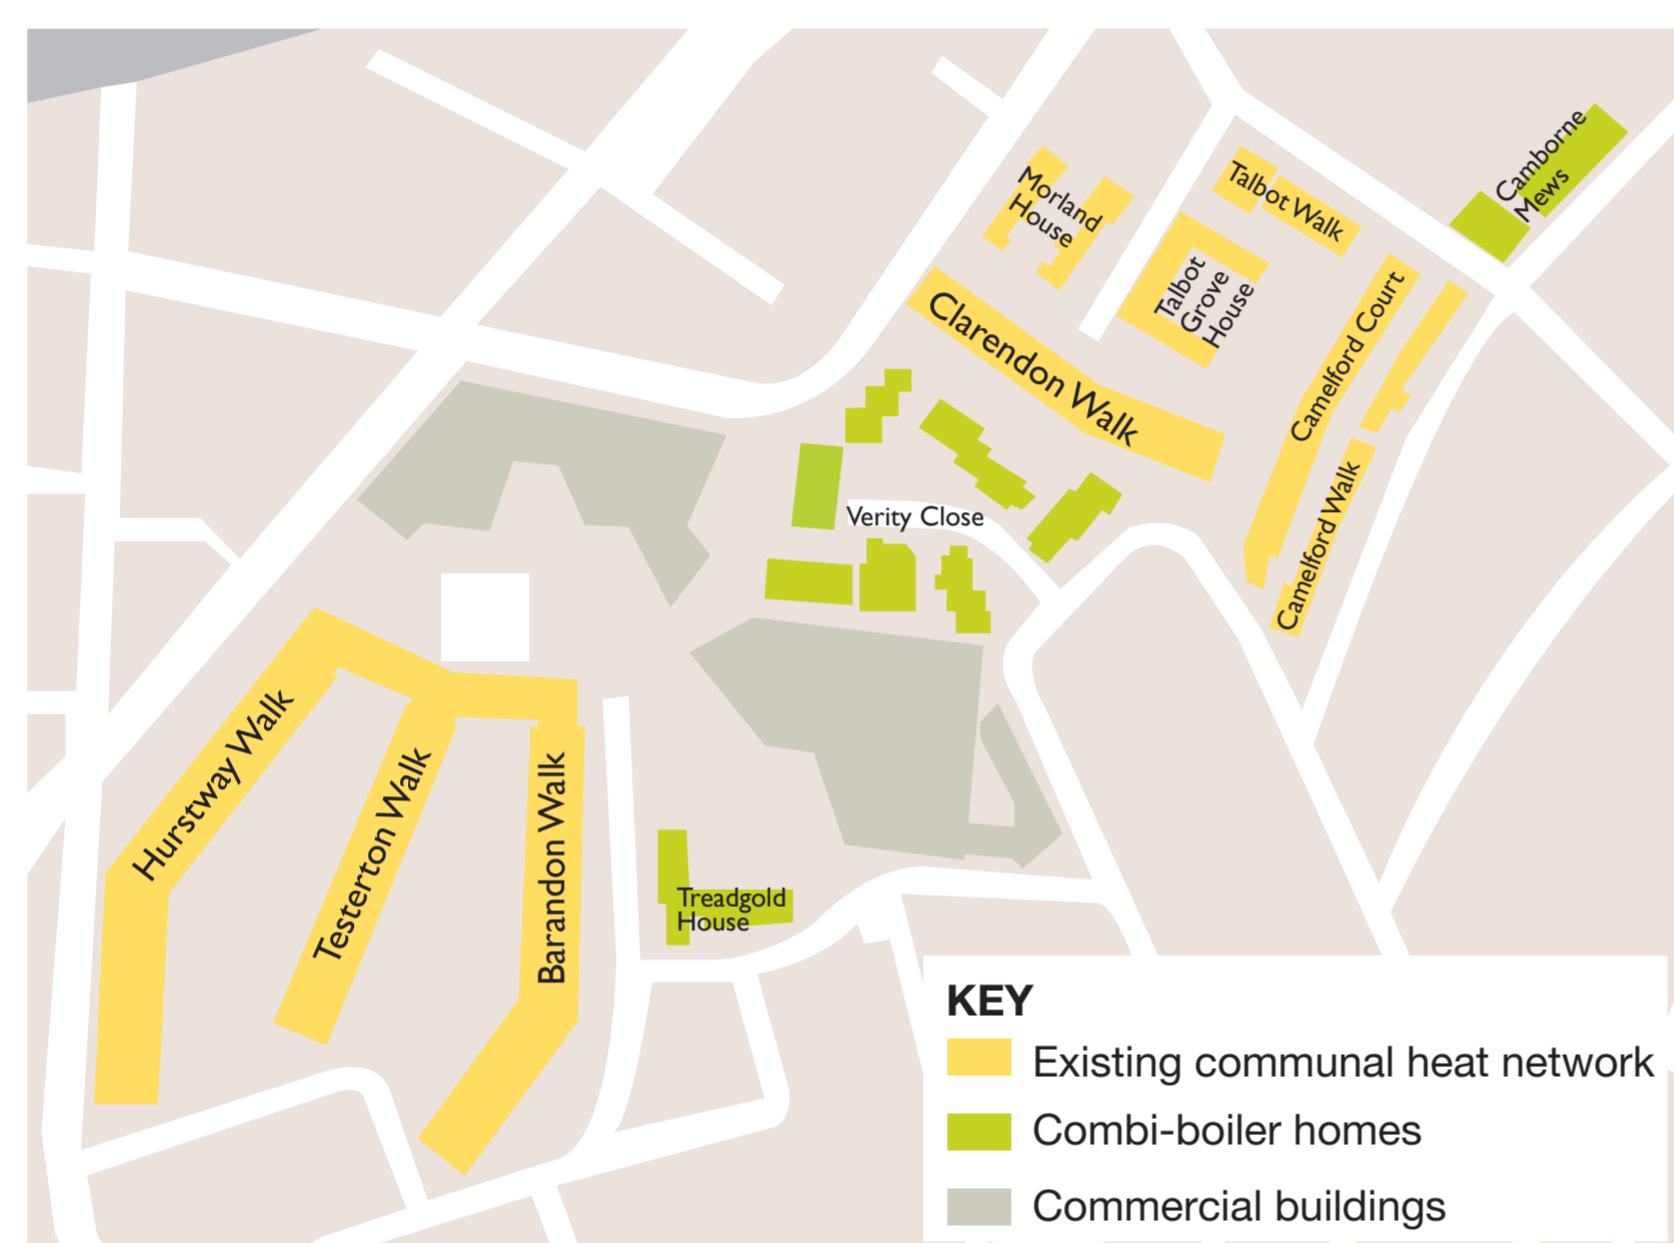 Camborne
Mews
Morland
House
Talbot Walk
Talbot
Grove
House
Camelford Court
Clarendon Walk
Camelford Walk
Verity Close
Hurstway Walk
Testerton Walk
Barandon Walk
Treadgold
House
KEY
Existing communal heat network
Combi-boiler homes
Commercial buildings